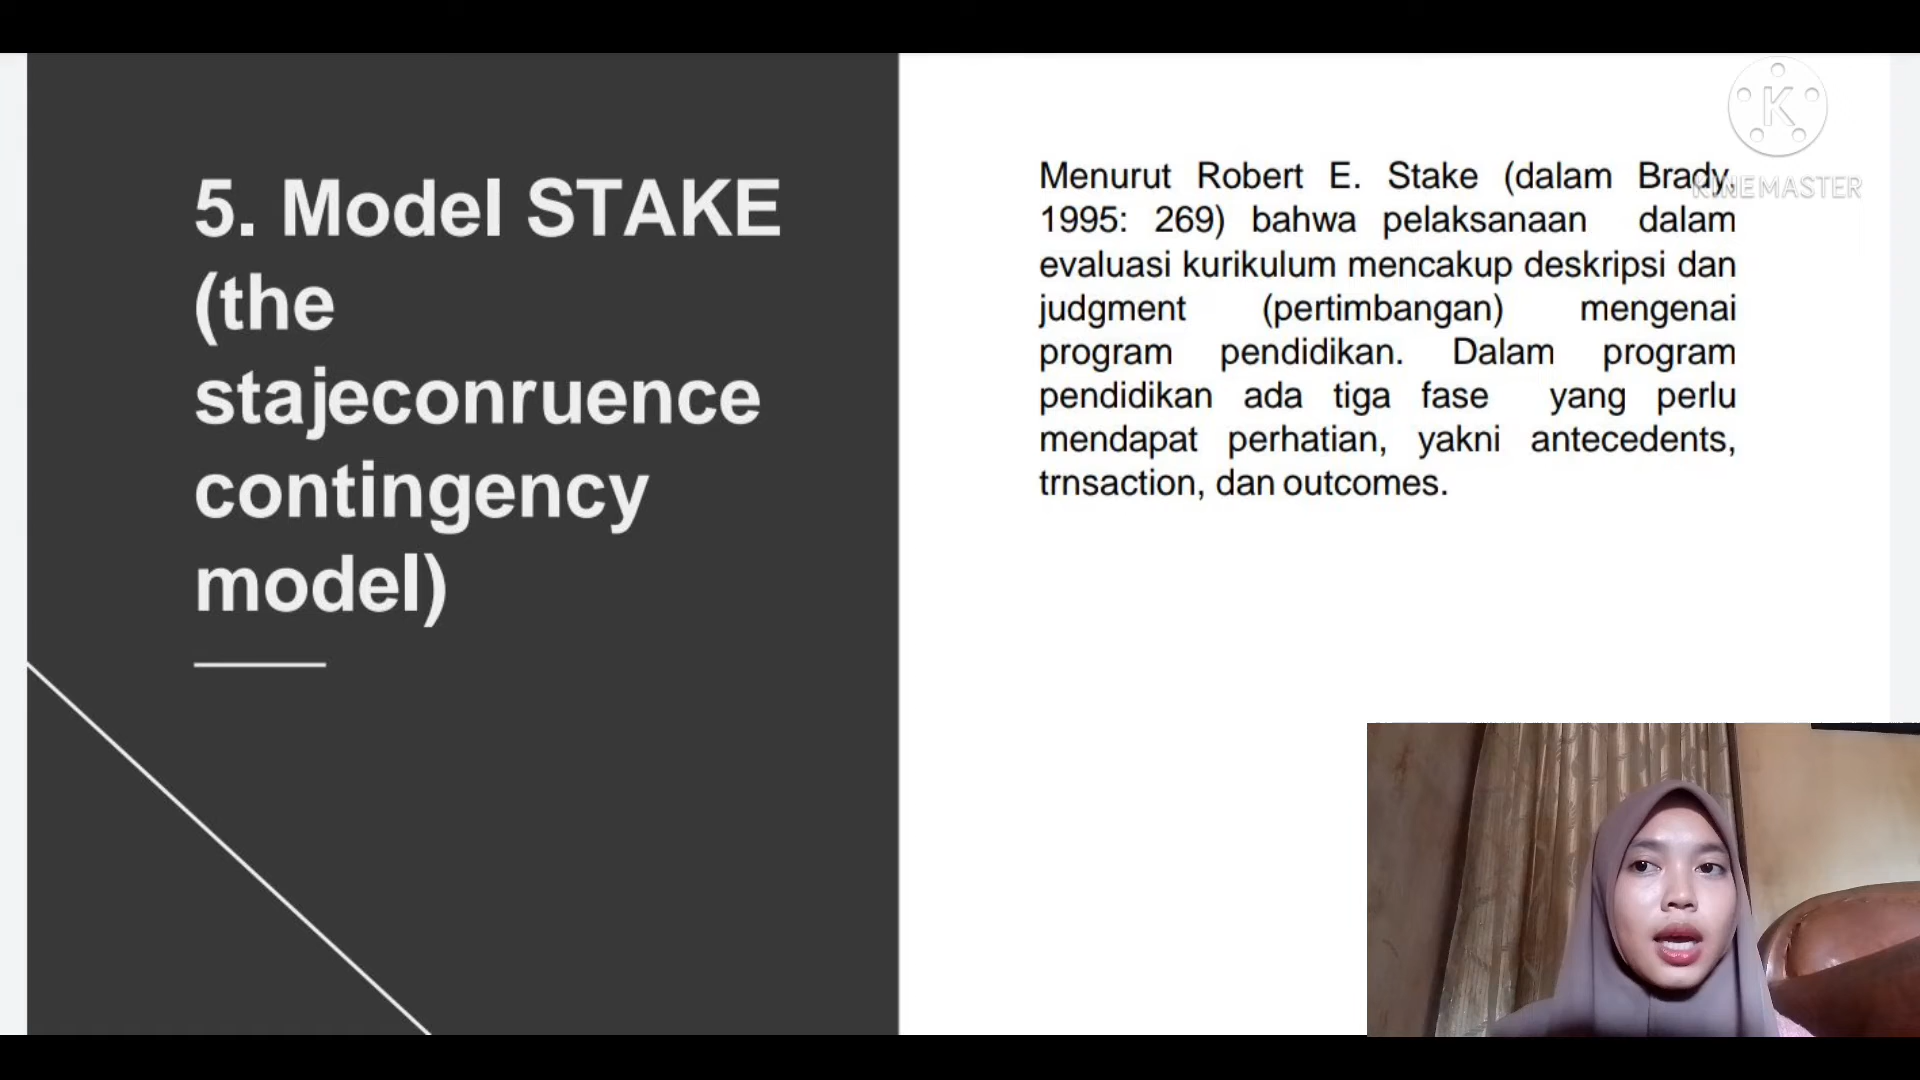 5. Model STAKE
(the
stajeconruence
contingency
model)
Menurut Robert E. Stake (dalam Brady,
1995: 269) bahwa pelaksanaan dalam
evaluasi kurikulum mencakup deskripsi dan
judgment (pertimbangan) mengenai
program pendidikan. Dalam program
pendidikan ada tiga fase yang perlu
mendapat perhatian, yakni antecedents,
trnsaction, dan outcomes.
K
KINEMASTER